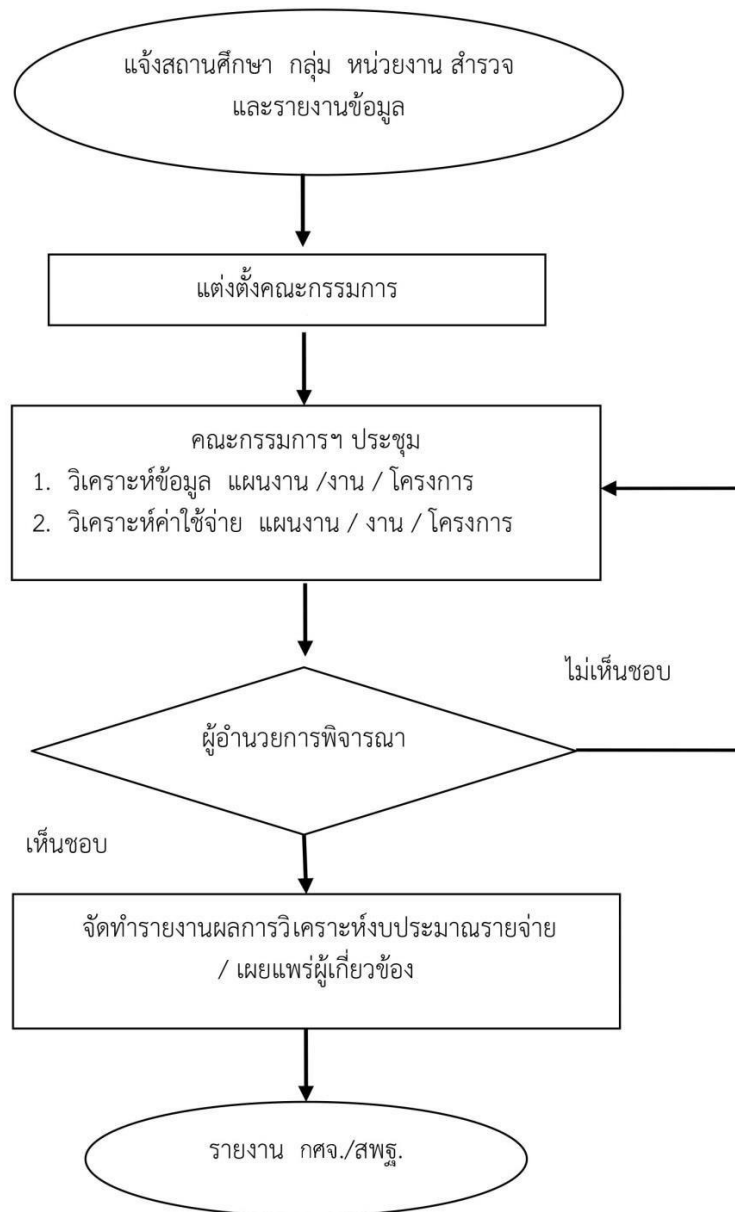 แจ้งสถานศึกษา กลุ่ม หน่วยงาน สำรวจ
และรายงานข้อมูล
แต่งตั้งคณะกรรมการ
คณะกรรมการฯ ประชุม
1. วิเคราะห์ข้อมูล แผนงาน /งาน / โครงการ
2. วิเคราะห์ค่าใช้จ่าย แผนงาน / งาน / โครงการ
ไม่เห็นชอบ
ผู้อำนวยการพิจารณา
เห็นชอบ
จัดทำรายงานผลการวิเคราะห์งบประมาณรายจ่าย
/ เผยแพร่ผู้เกี่ยวข้อง
รายงาน กศจ./สพฐ.